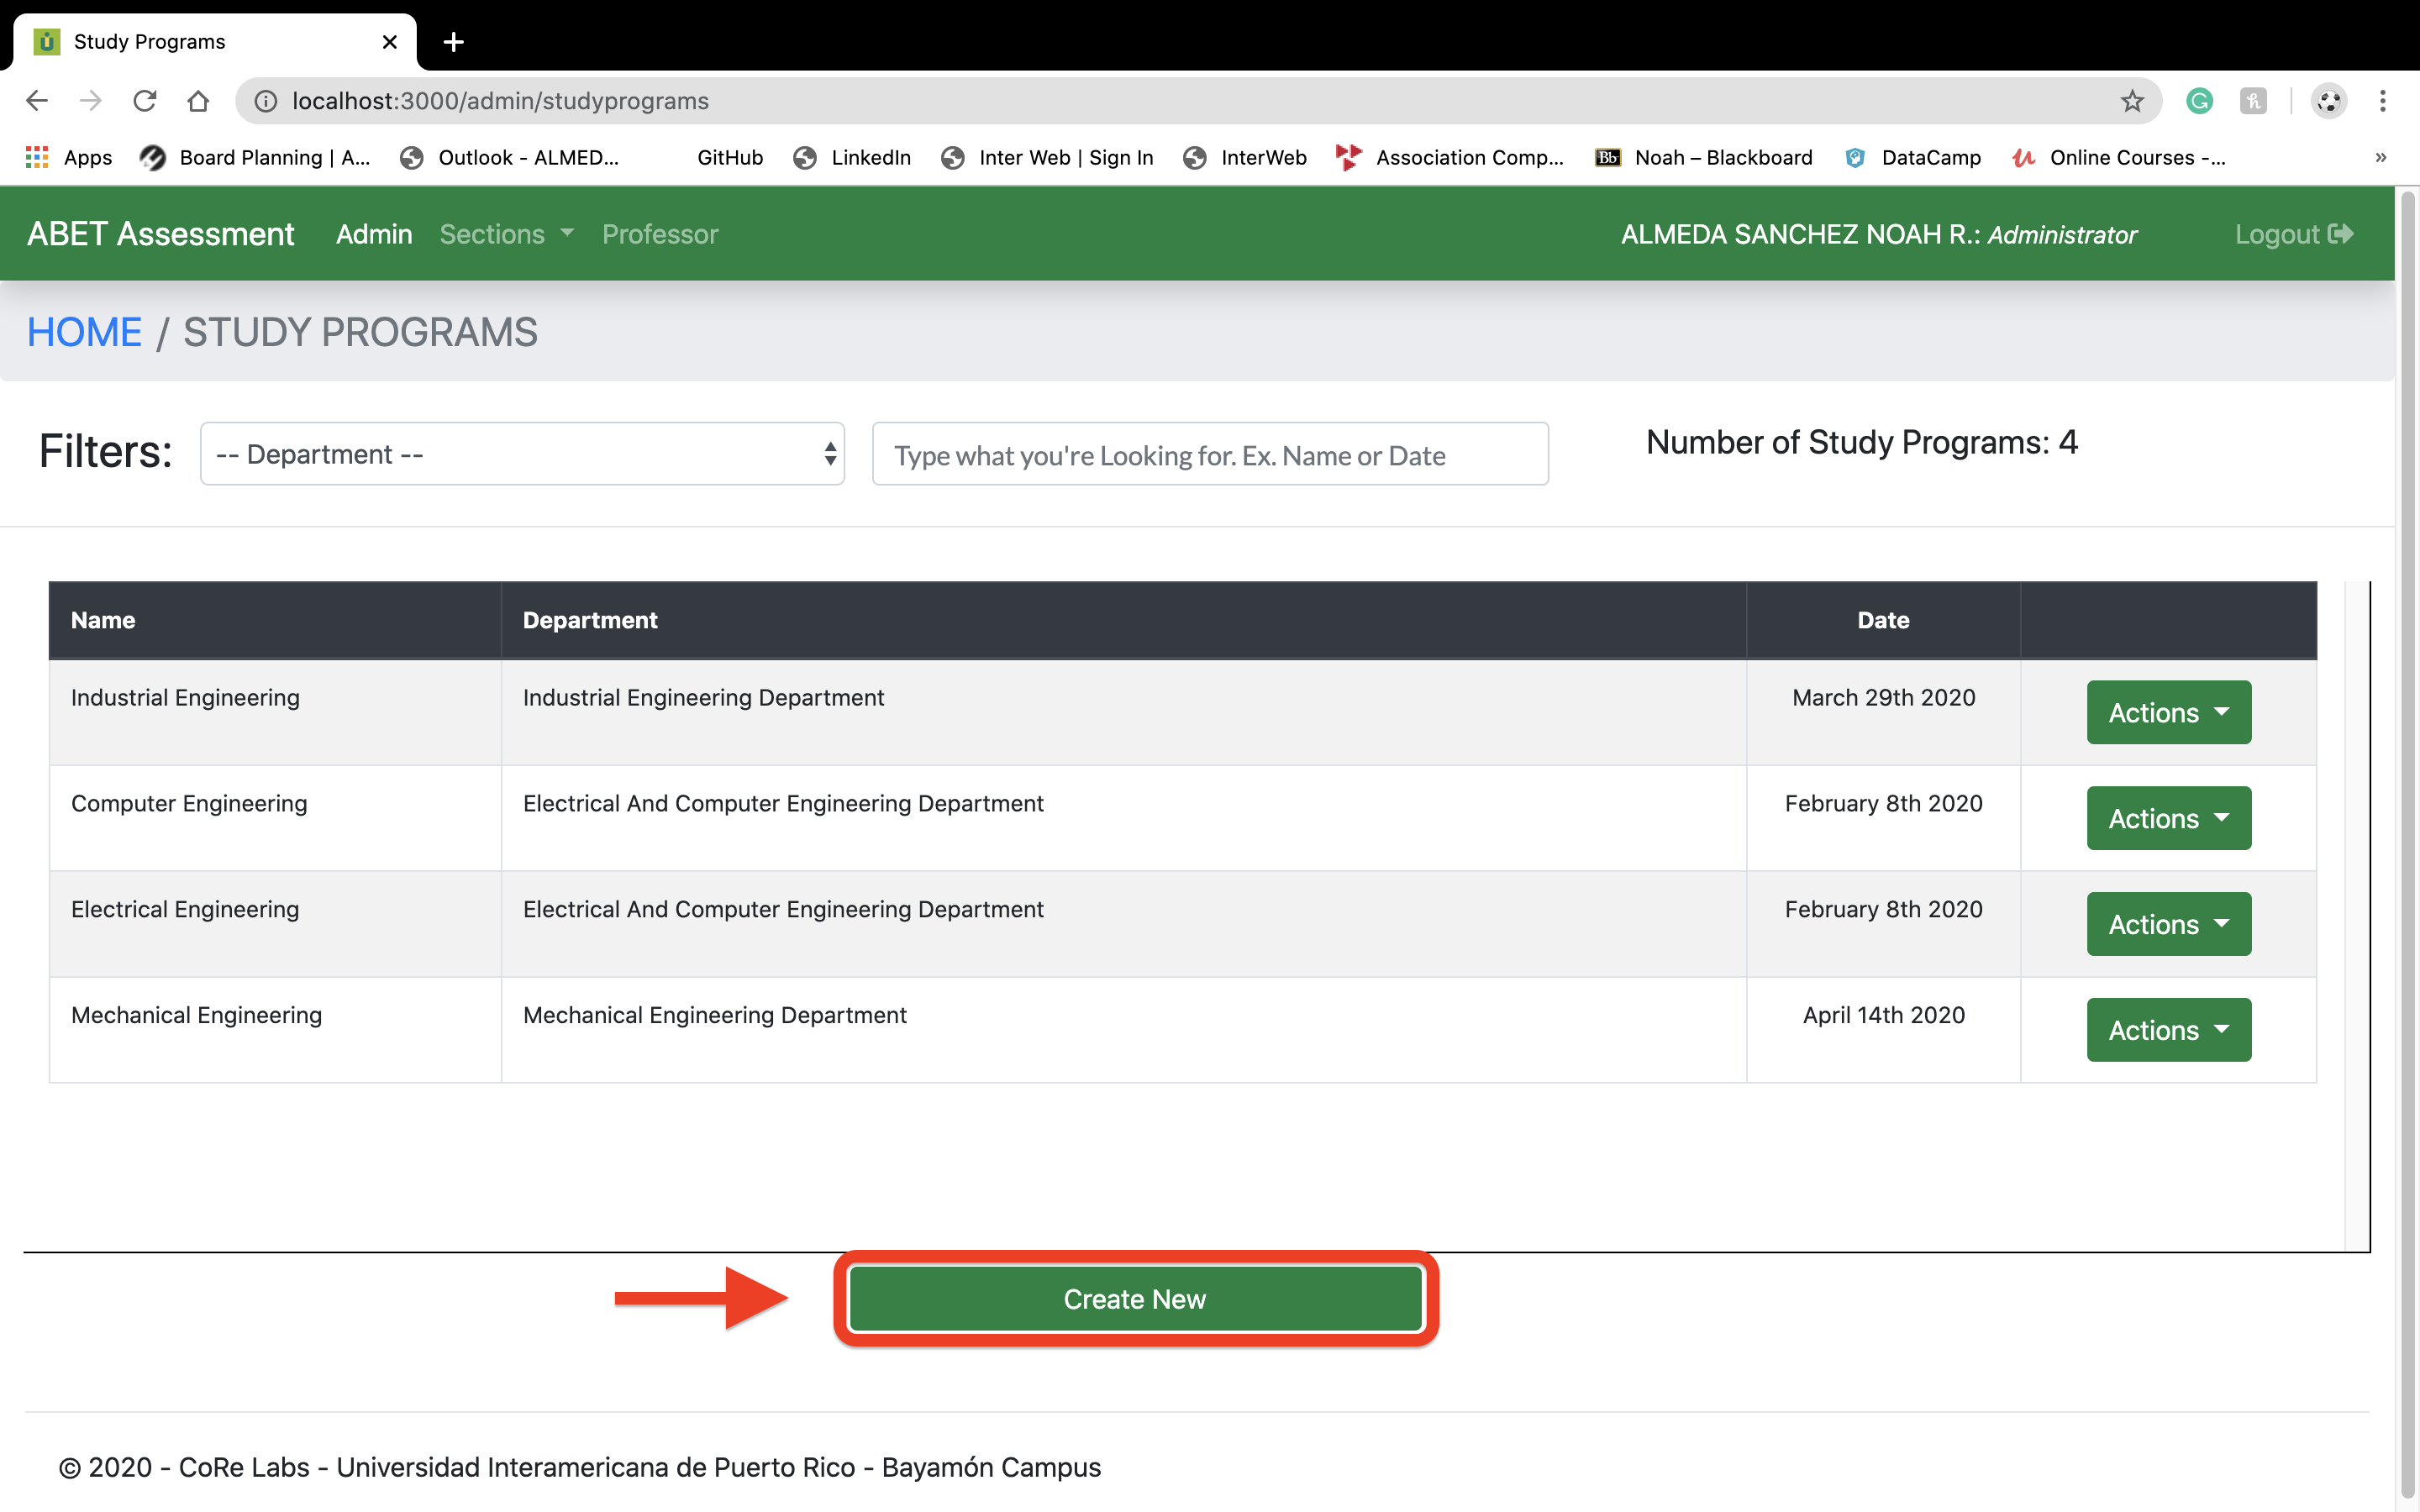 Study Programs
localhost:3000/admin/studyprograms
Apps Board Planning | A... Outlook - ALMED... GitHub LinkedIn Inter Web | Sign In InterWeb Association Comp... Bb Noah – Blackboard DataCamp Online Courses -... »
ABET Assessment Admin Sections Professor ALMEDA SANCHEZ NOAH R.: Administrator Logout
HOME / STUDY PROGRAMS
Filters: -- Department -- Type what you're Looking for. Ex. Name or Date Number of Study Programs: 4
Name Department Date
Industrial Engineering Industrial Engineering Department March 29th 2020 Actions
Computer Engineering Electrical And Computer Engineering Department February 8th 2020 Actions
Electrical Engineering Electrical And Computer Engineering Department February 8th 2020 Actions
Mechanical Engineering Mechanical Engineering Department April 14th 2020 Actions
Create New
© 2020 - CoRe Labs - Universidad Interamericana de Puerto Rico - Bayamón Campus